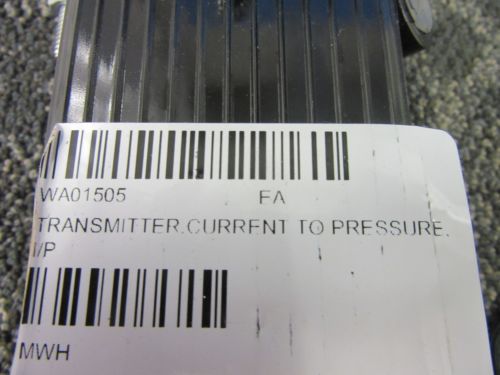 WA01505 EA
TRANSMITTER,CURRENT TO PRESSURE,
I/P
MWH